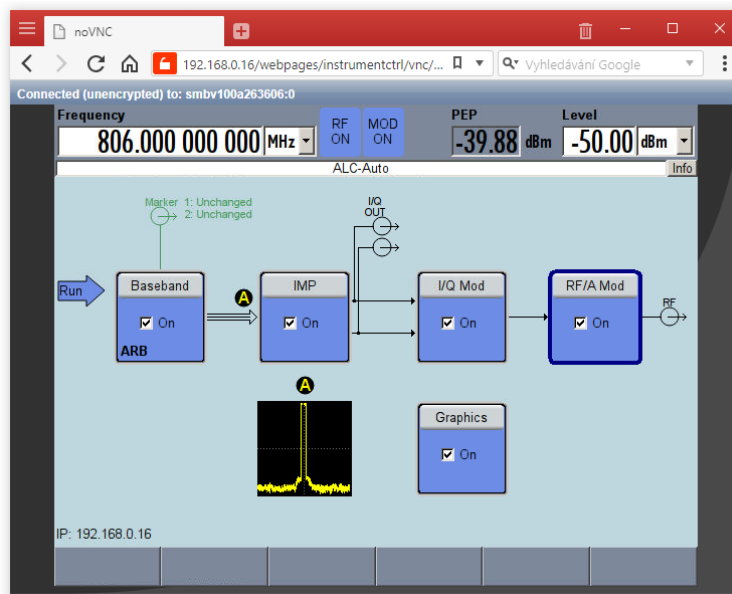 noVNC
192.168.0.16/webpages/instrumentctrl/vnc/...
Vyhledávání Google
Connected (unencrypted) to: smbv100a263606:0
Frequency
806.000 000 000 MHz
RF ON
MOD ON
PEP
-39.88 dBm
Level
-50.00 dBm
ALC-Auto
Info
Marker 1: Unchanged
2: Unchanged
I/Q
OUT
Run
Baseband
On
ARB
A
IMP
On
I/Q Mod
On
RF/A Mod
On
RF
A
Graphics
On
IP: 192.168.0.16